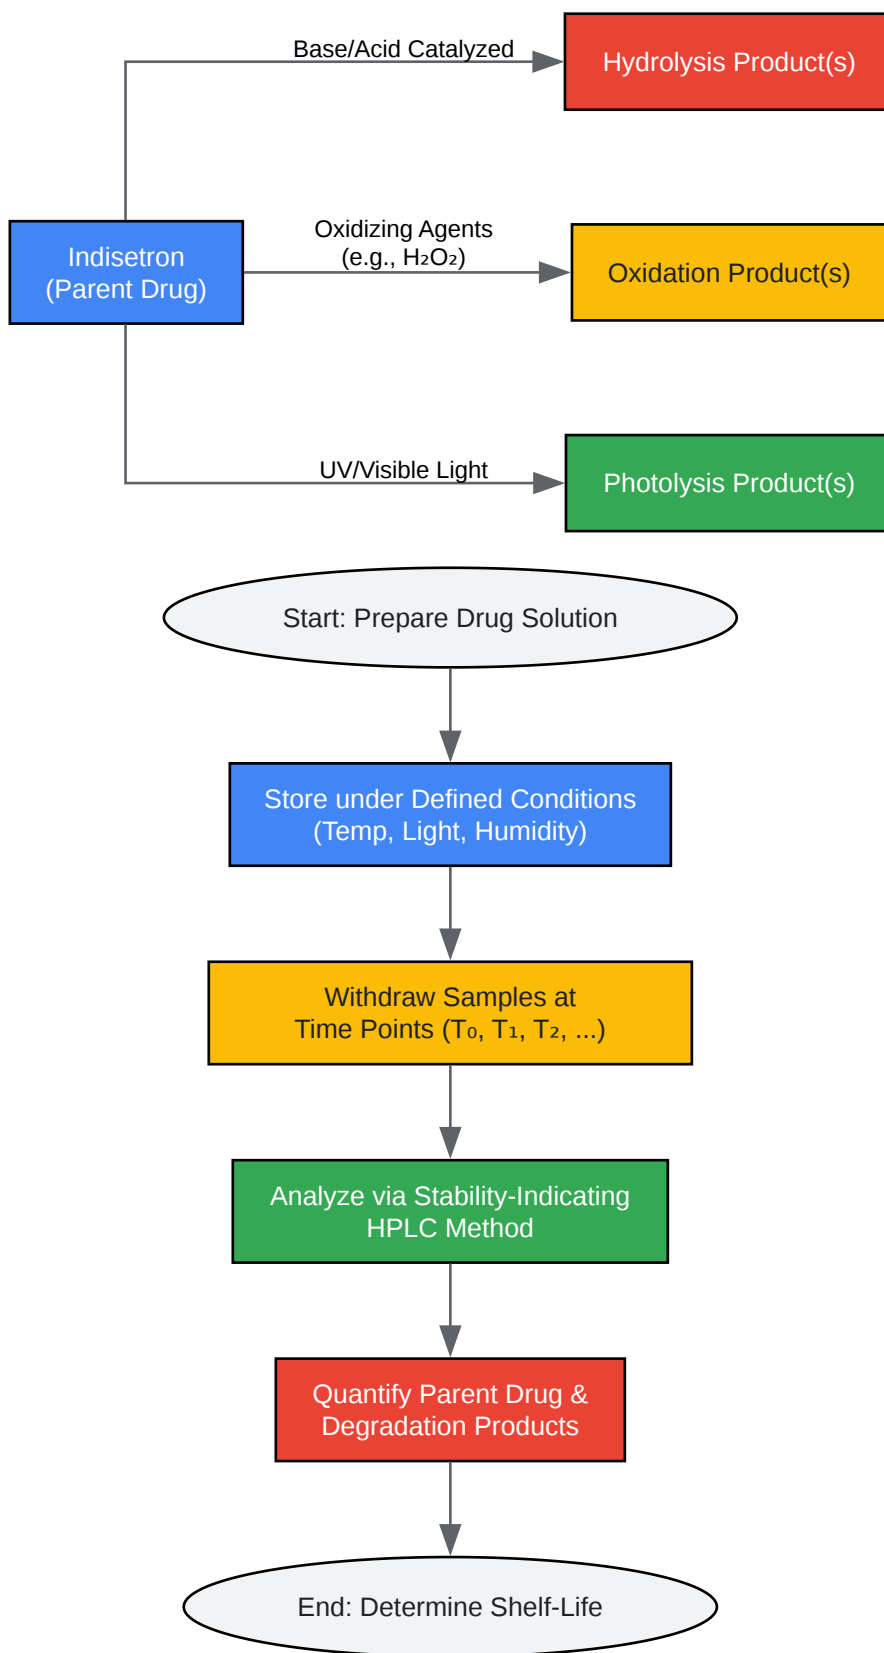 Base/Acid Catalyzed
Hydrolysis Product(s)
Indisetron
(Parent Drug)
Oxidizing Agents
(e.g., H₂O₂)
Oxidation Product(s)
UV/Visible Light
Photolysis Product(s)
Start: Prepare Drug Solution
Store under Defined Conditions
(Temp, Light, Humidity)
Withdraw Samples at
Time Points (T₀, T₁, T₂, ...)
Analyze via Stability-Indicating
HPLC Method
Quantify Parent Drug &
Degradation Products
End: Determine Shelf-Life